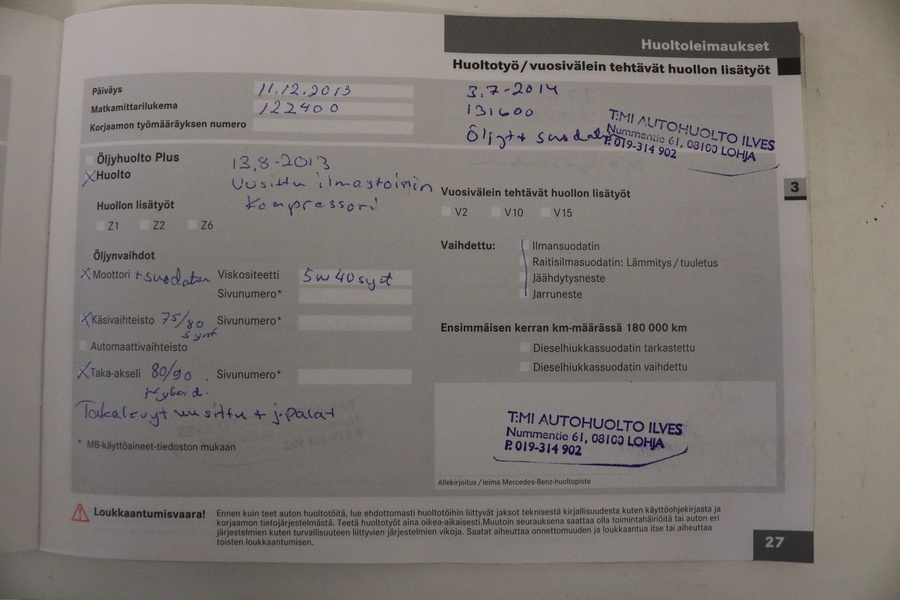 Huoltoleimaukset
Huoltotyö/vuosivälein tehtävät huollon lisätyöt
Päiväys 11.12.2013 3.7-2014
Matkamittarilukema 122400 131600
Korjaamon työmääräyksen numero Öljyt + suodatin
T:MI AUTOHUOLTO ILVES
Nummentie 61, 08100 LOHJA
P. 019-314 902
Öljyhuolto Plus 13,8-2013
X Huolto Uusittu ilmastoinin
Kompressori
Huollon lisätyöt
Z1 Z2 Z6
Vuosivälein tehtävät huollon lisätyöt
V2 V10 V15
3
Öljynvaihdot
X Moottori + suodatin Viskositeetti 5w40 syst
Sivunumero*
X Käsivaihteisto 75/80 Sivunumero*
Synt
Automaattivaihteisto
X Taka-akseli 80/90 Sivunumero*
Hyboid.
Takalevyt uusittu + j-palat
* MB-käyttöaineet-tiedoston mukaan
Vaihdettu: Ilmansuodatin
Raitisilmasuodatin: Lämmitys/tuuletus
Jäähdytysneste
Jarruneste
Ensimmäisen kerran km-määrässä 180 000 km
Dieselhiukkassuodatin tarkastettu
Dieselhiukkassuodatin vaihdettu
T:MI AUTOHUOLTO ILVES
Nummentie 61, 08100 LOHJA
P. 019-314 902
Allekirjoitus/leima Mercedes-Benz-huoltopiste
Loukkaantumisvaara! Ennen kuin teet auton huoltotöitä, lue ehdottomasti huoltotöihin liittyvät jaksot teknisestä kirjallisuudesta kuten käyttöohjekirjasta ja
korjaamon tietojärjestelmästä. Teetä huoltotyöt aina oikea-aikaisesti.Muutoin seurauksena saattaa olla toimintahäiriöitä tai auton eri
järjestelmien kuten turvallisuuteen liittyvien järjestelmien vikoja. Saatat aiheuttaa onnettomuuden ja loukkaantua itse tai aiheuttaa
toisten loukkaantumisen.
27